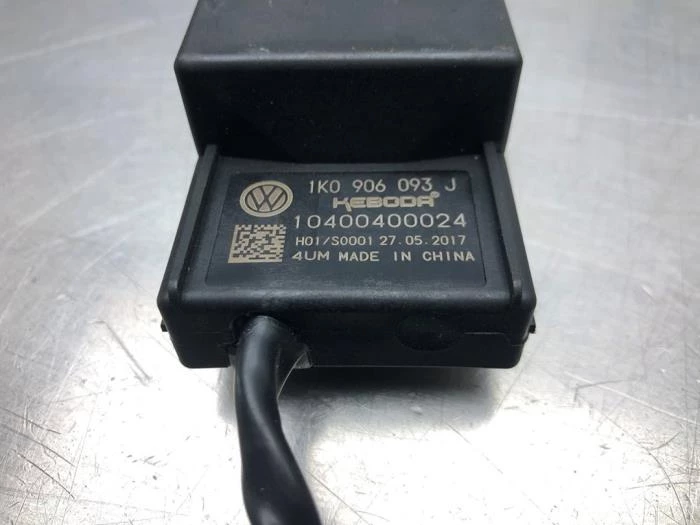 1K0 906 093 J
KEBODA®
10400400024
H01/S0001 27.05.2017
4UM MADE IN CHINA